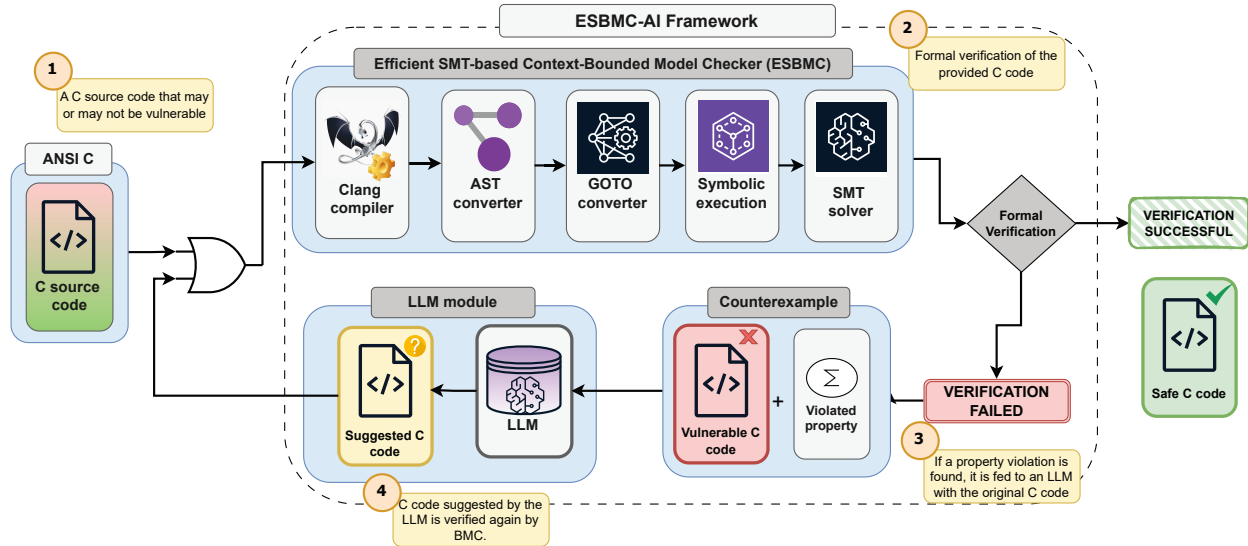 ESBMC-AI Framework
1
A C source code that may
or may not be vulnerable
2
Formal verification of the
provided C code
Efficient SMT-based Context-Bounded Model Checker (ESBMC)
Clang
compiler
AST
converter
GOTO
converter
Symbolic
execution
SMT
solver
ANSI C
</>
C source
code
Formal
Verification
VERIFICATION
SUCCESSFUL
</>
Safe C code
LLM module
?
</>
Suggested C
code
LLM
Counterexample
X
</>
Vulnerable C
code
+
Σ
Violated
property
VERIFICATION
FAILED
3
If a property violation is
found, it is fed to an LLM
with the original C code
4
C code suggested by the
LLM is verified again by
BMC.